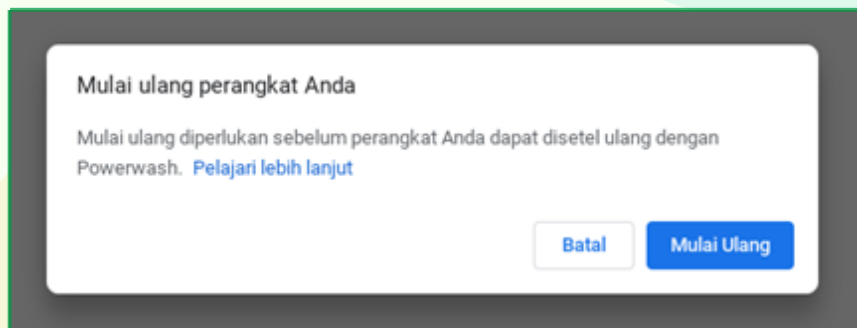 Mulai ulang perangkat Anda
Mulai ulang diperlukan sebelum perangkat Anda dapat disetel ulang dengan
Powerwash. Pelajari lebih lanjut
Batal Mulai Ulang